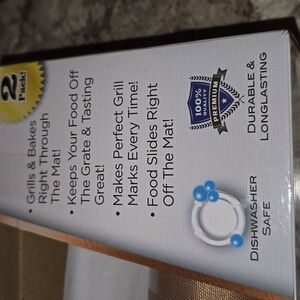 2
Pack!
• Grills & Bakes
Right Through
The Mat!
• Keeps Your Food Off
The Grate & Tasting
Great!
• Makes Perfect Grill
Marks Every Time!
• Food Slides Right
Off The Mat!
100%
QUALITY
PREMIUM
DURABLE &
LONGLASTING
DISHWASHER
SAFE